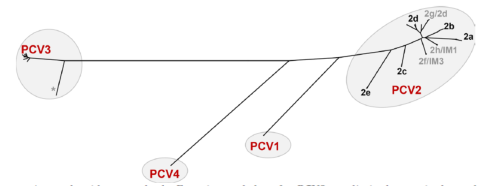 PCV3
*
2d
2g/2d
2b
2a
2h/IM1
2f/IM3
2c
2e
PCV2
PCV1
PCV4